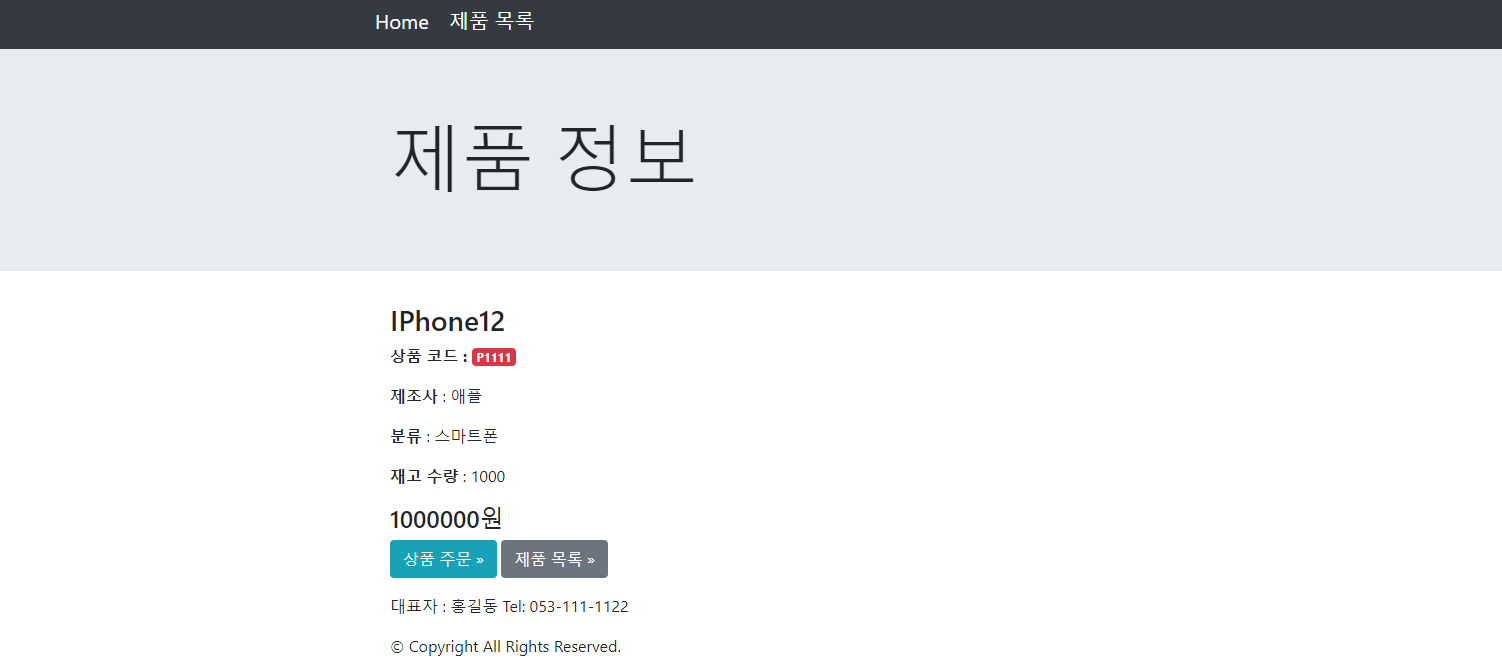 Home 제품 목록
제품 정보
IPhone12
상품 코드 : P1111
제조사 : 애플
분류 : 스마트폰
재고 수량 : 1000
1000000원
상품 주문 » 제품 목록 »
대표자 : 홍길동 Tel: 053-111-1122
© Copyright All Rights Reserved.